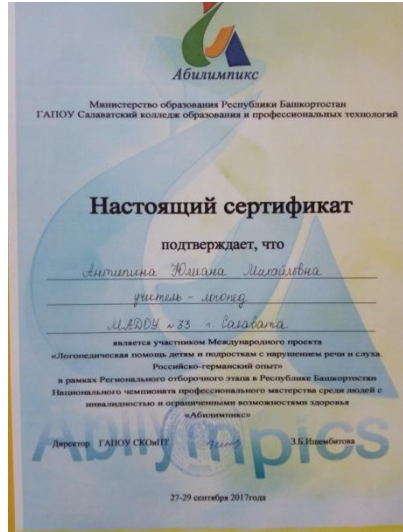 Абилимпикс
Министерство образования Республики Башкортостан
ГАПОУ Салаватский колледж образования и профессиональных технологий
Настоящий сертификат
подтверждает, что
Антипина Юлиана Михайловна
учитель - логопед
МАДОУ №33 г. Салавата
является участником Международного проекта
«Логопедическая помощь детям и подросткам с нарушением речи и слуха.
Российско-германский опыт»
в рамках Регионального отборочного этапа в Республике Башкортостан
Национального чемпионата профессионального мастерства среди людей с
инвалидностью и ограниченными возможностями здоровья
«Абилимпикс»
Abilympics
Директор ГАПОУ СКОиПТ З.Б.Ишембитова
27-29 сентября 2017года